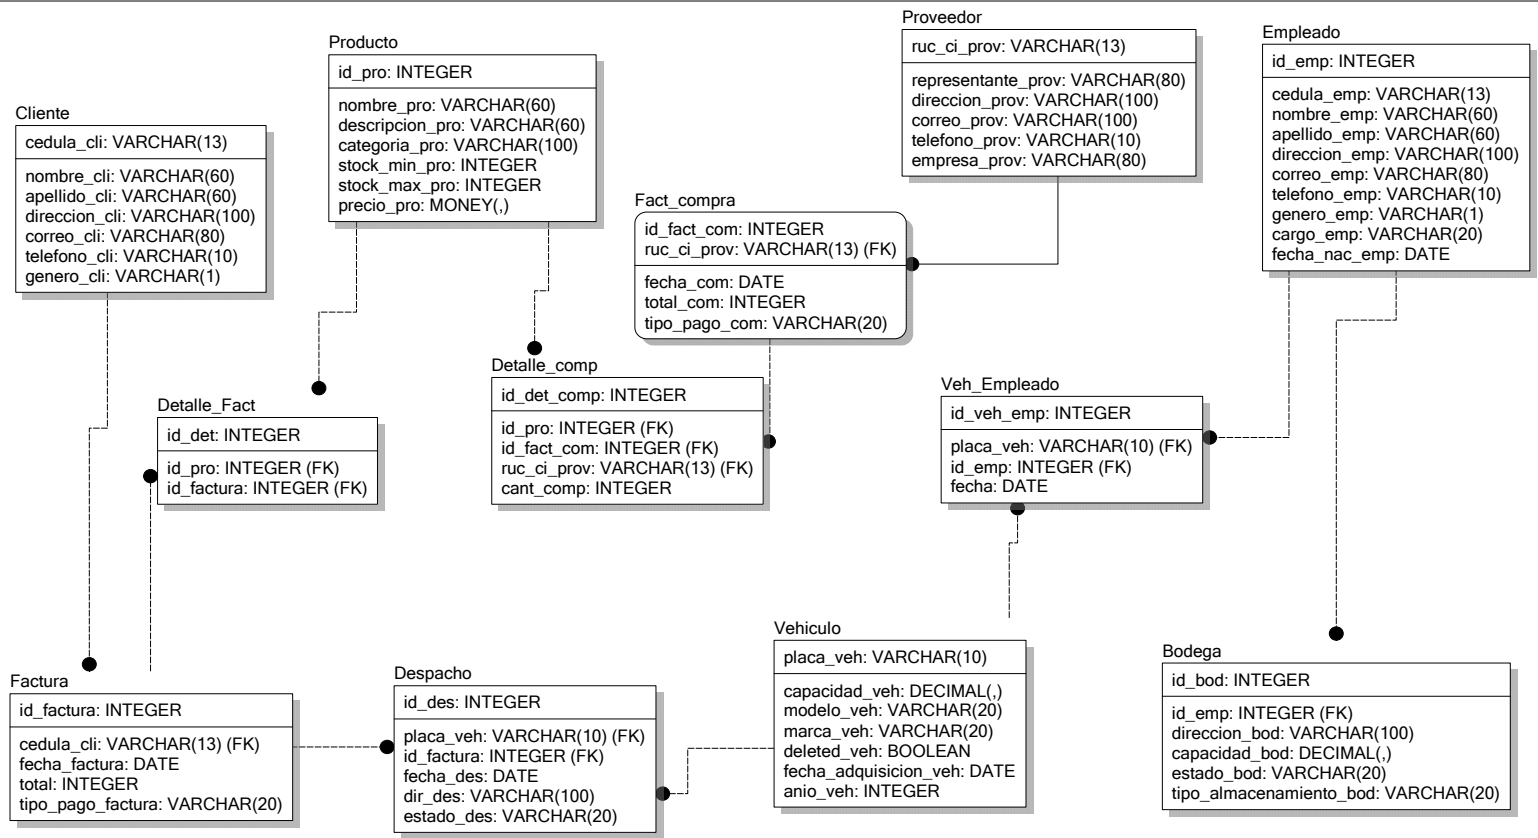 Proveedor
ruc_ci_prov: VARCHAR(13)
representante_prov: VARCHAR(80)
direccion_prov: VARCHAR(100)
correo_prov: VARCHAR(100)
telefono_prov: VARCHAR(10)
empresa_prov: VARCHAR(80)
Empleado
id_emp: INTEGER
cedula_emp: VARCHAR(13)
nombre_emp: VARCHAR(60)
apellido_emp: VARCHAR(60)
direccion_emp: VARCHAR(100)
correo_emp: VARCHAR(80)
telefono_emp: VARCHAR(10)
genero_emp: VARCHAR(1)
cargo_emp: VARCHAR(20)
fecha_nac_emp: DATE
Producto
id_pro: INTEGER
nombre_pro: VARCHAR(60)
descripcion_pro: VARCHAR(60)
categoria_pro: VARCHAR(100)
stock_min_pro: INTEGER
stock_max_pro: INTEGER
precio_pro: MONEY(,)
Cliente
cedula_cli: VARCHAR(13)
nombre_cli: VARCHAR(60)
apellido_cli: VARCHAR(60)
direccion_cli: VARCHAR(100)
correo_cli: VARCHAR(80)
telefono_cli: VARCHAR(10)
genero_cli: VARCHAR(1)
Fact_compra
id_fact_com: INTEGER
ruc_ci_prov: VARCHAR(13) (FK)
fecha_com: DATE
total_com: INTEGER
tipo_pago_com: VARCHAR(20)
Detalle_comp
id_det_comp: INTEGER
id_pro: INTEGER (FK)
id_fact_com: INTEGER (FK)
ruc_ci_prov: VARCHAR(13) (FK)
cant_comp: INTEGER
Veh_Empleado
id_veh_emp: INTEGER
placa_veh: VARCHAR(10) (FK)
id_emp: INTEGER (FK)
fecha: DATE
Detalle_Fact
id_det: INTEGER
id_pro: INTEGER (FK)
id_factura: INTEGER (FK)
Vehiculo
placa_veh: VARCHAR(10)
capacidad_veh: DECIMAL(,)
modelo_veh: VARCHAR(20)
marca_veh: VARCHAR(20)
deleted_veh: BOOLEAN
fecha_adquisicion_veh: DATE
anio_veh: INTEGER
Bodega
id_bod: INTEGER
id_emp: INTEGER (FK)
direccion_bod: VARCHAR(100)
capacidad_bod: DECIMAL(,)
estado_bod: VARCHAR(20)
tipo_almacenamiento_bod: VARCHAR(20)
Despacho
id_des: INTEGER
placa_veh: VARCHAR(10) (FK)
id_factura: INTEGER (FK)
fecha_des: DATE
dir_des: VARCHAR(100)
estado_des: VARCHAR(20)
Factura
id_factura: INTEGER
cedula_cli: VARCHAR(13) (FK)
fecha_factura: DATE
total: INTEGER
tipo_pago_factura: VARCHAR(20)